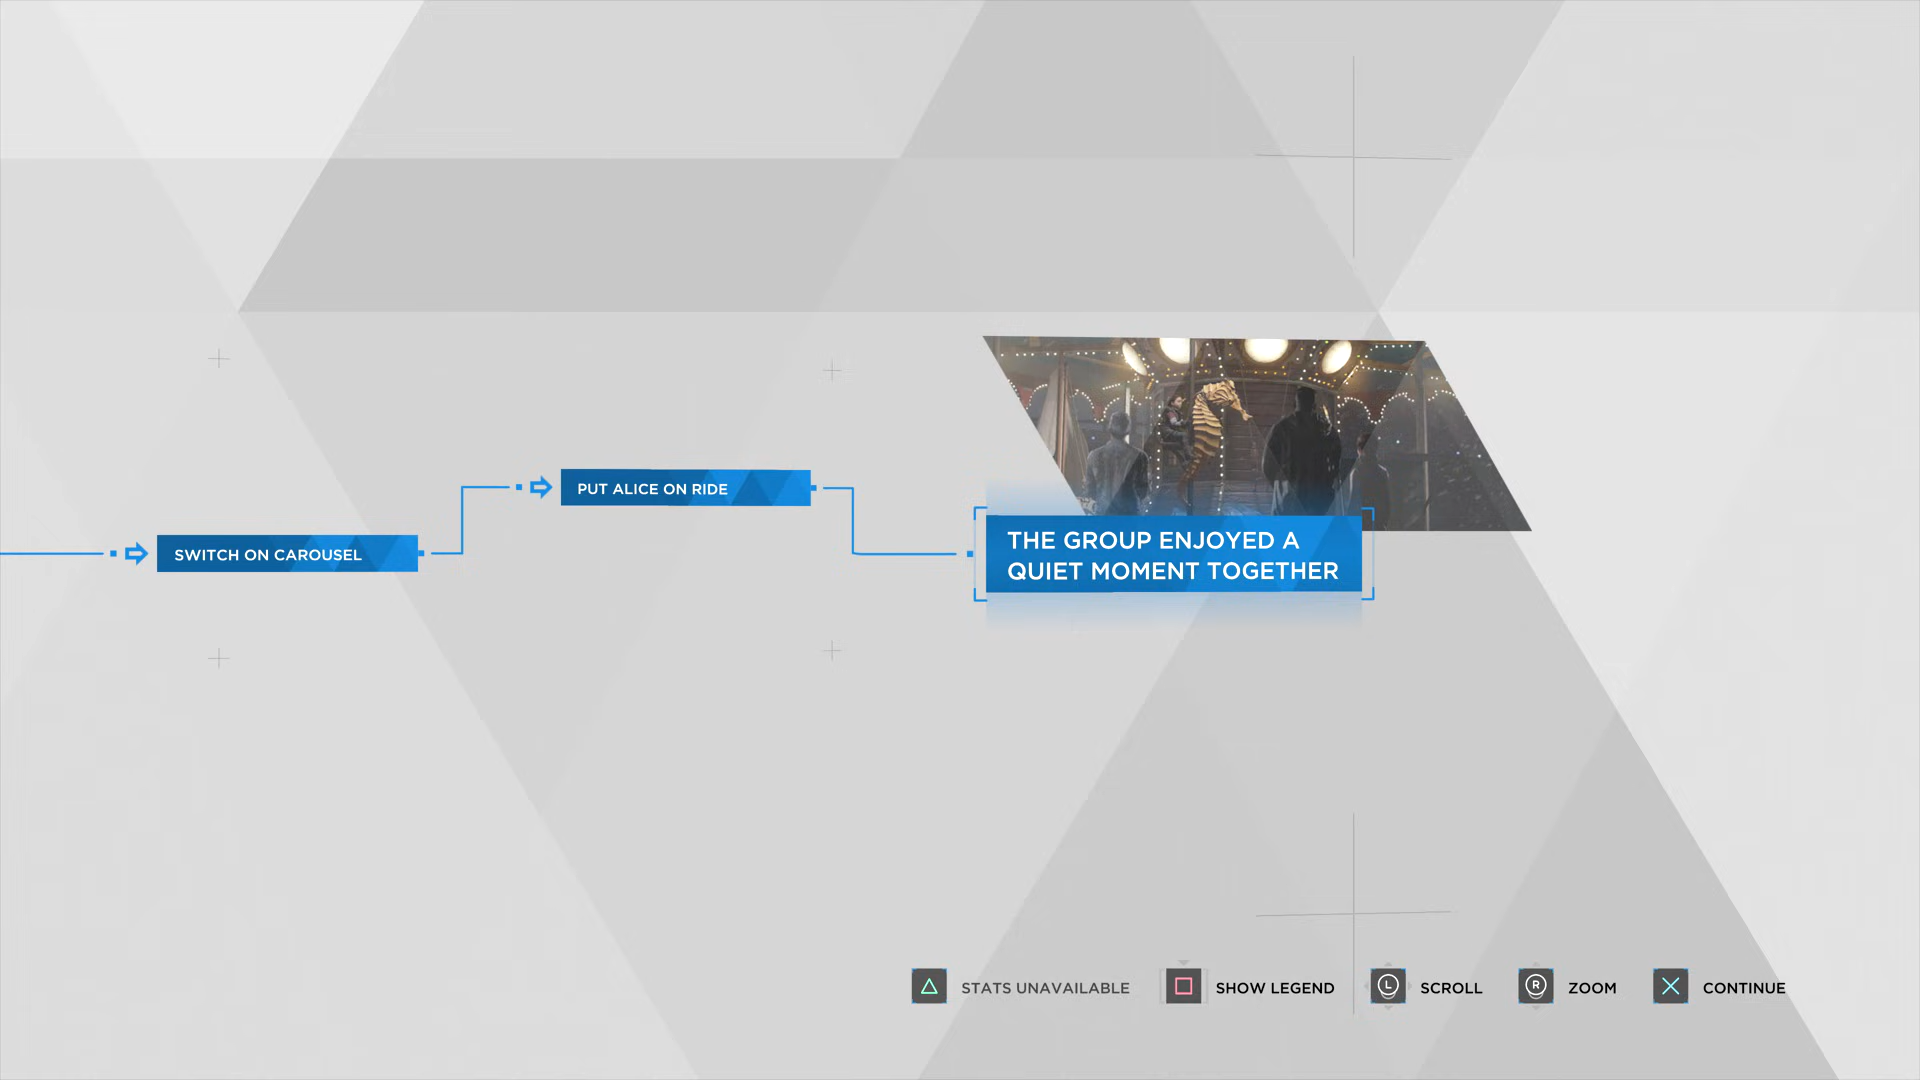 SWITCH ON CAROUSEL
PUT ALICE ON RIDE
THE GROUP ENJOYED A
QUIET MOMENT TOGETHER
STATS UNAVAILABLE
SHOW LEGEND
L
SCROLL
R
ZOOM
CONTINUE